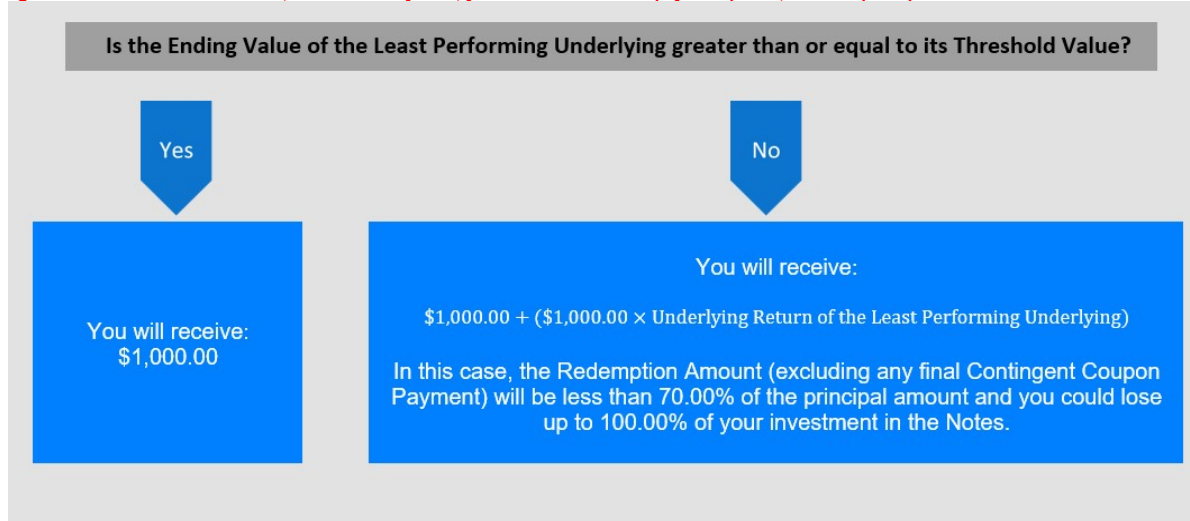 Is the Ending Value of the Least Performing Underlying greater than or equal to its Threshold Value?
Yes
No
You will receive:
$1,000.00
You will receive:
$1,000.00 + ($1,000.00 × Underlying Return of the Least Performing Underlying)
In this case, the Redemption Amount (excluding any final Contingent Coupon
Payment) will be less than 70.00% of the principal amount and you could lose
up to 100.00% of your investment in the Notes.